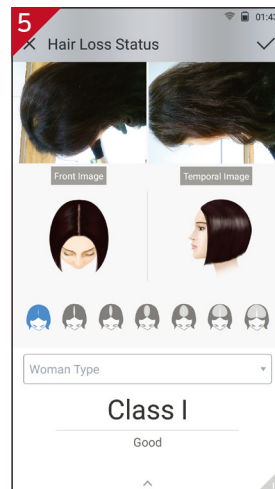 5
01:43
Hair Loss Status
Front Image
Temporal Image
Woman Type
Class I
Good